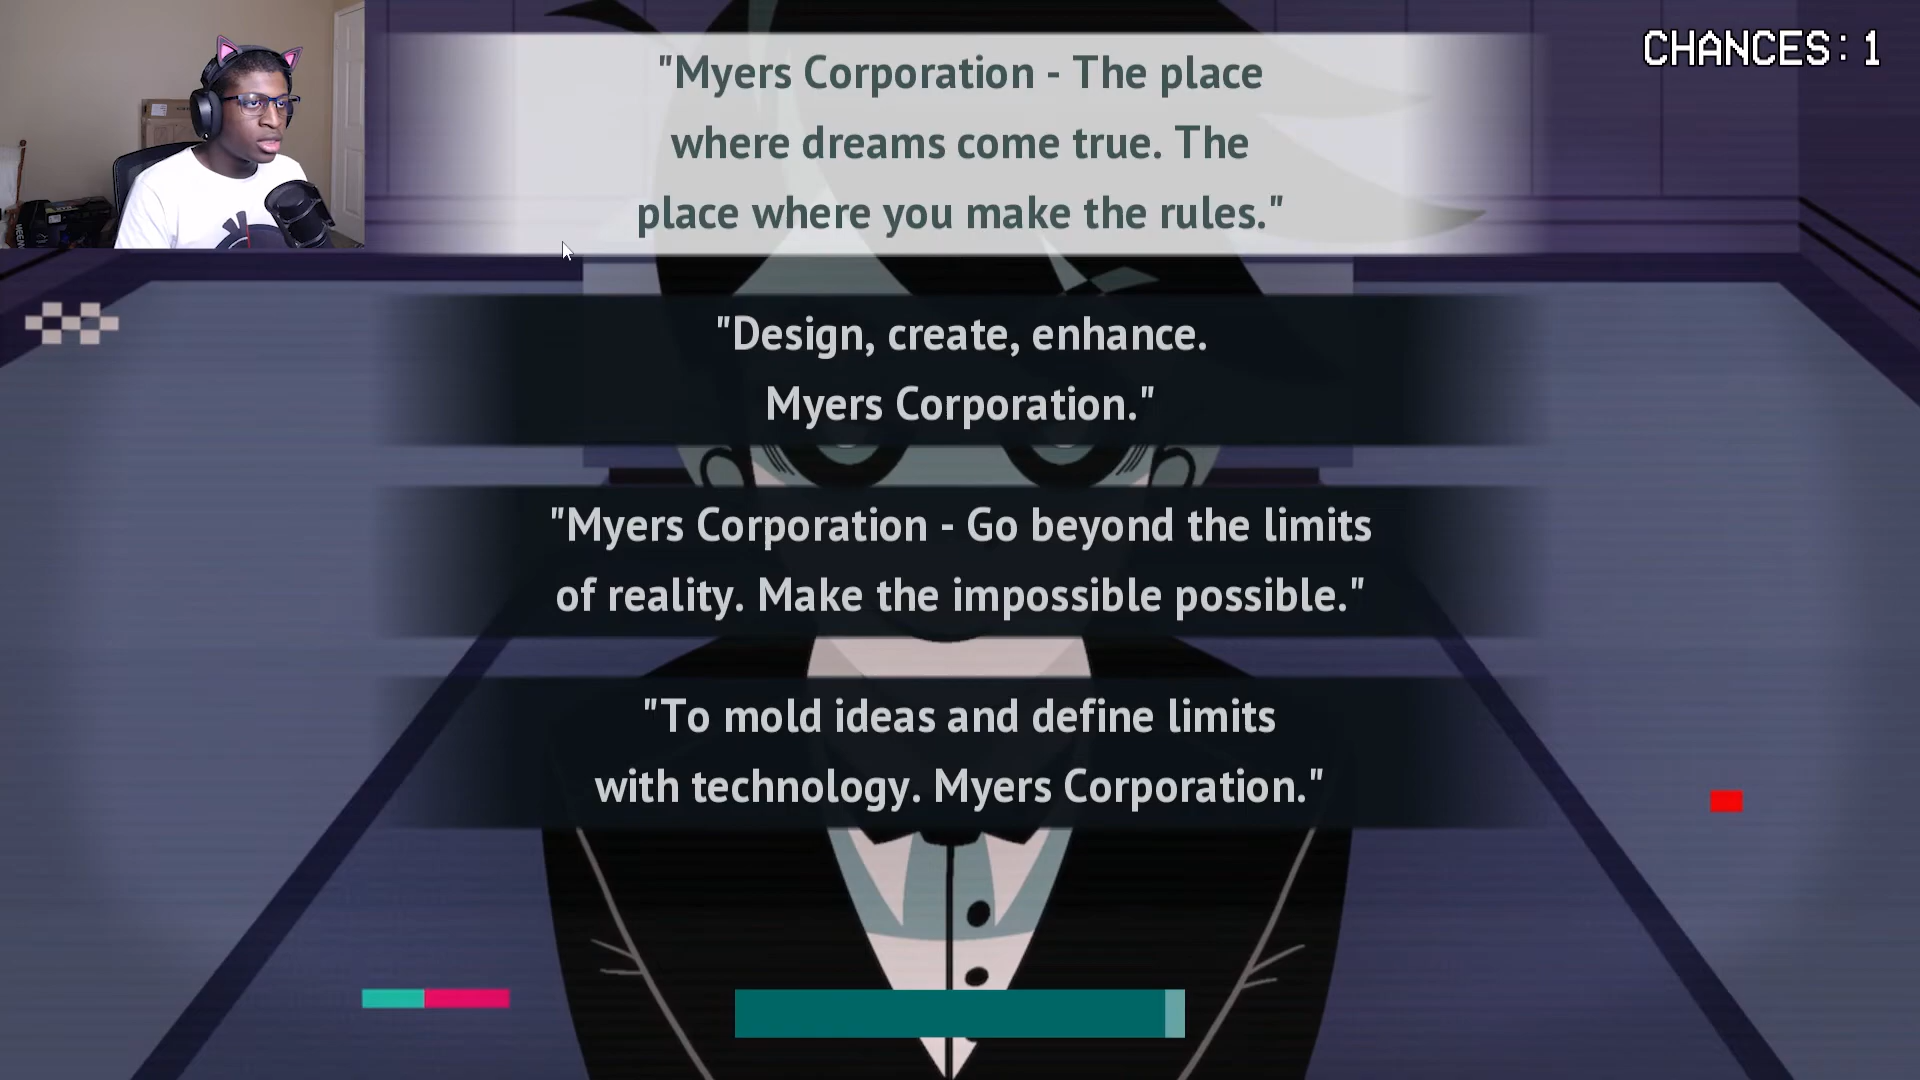 CHANCES: 1
"Myers Corporation - The place
where dreams come true. The
place where you make the rules."
"Design, create, enhance.
Myers Corporation."
"Myers Corporation - Go beyond the limits
of reality. Make the impossible possible."
"To mold ideas and define limits
with technology. Myers Corporation."